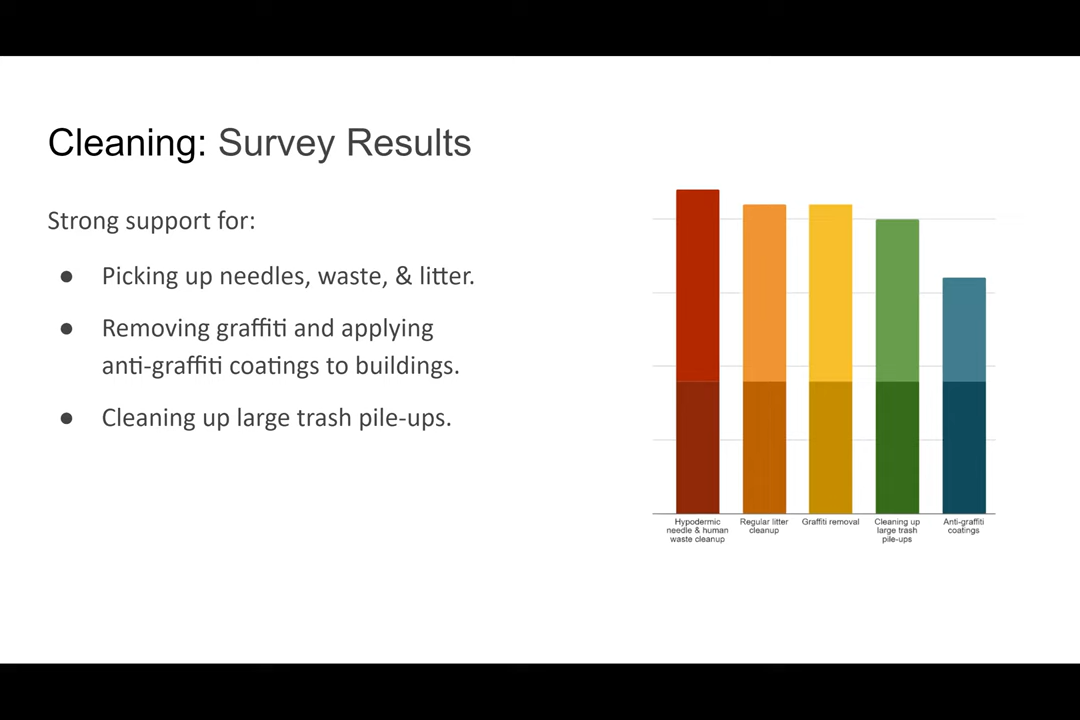 Cleaning: Survey Results
Strong support for:
● Picking up needles, waste, & litter.
● Removing graffiti and applying
anti-graffiti coatings to buildings.
● Cleaning up large trash pile-ups.
Hypodermic
needle & human
waste cleanup
Regular litter
cleanup
Graffiti removal
Cleaning up
large trash
pile-ups
Anti-graffiti
coatings